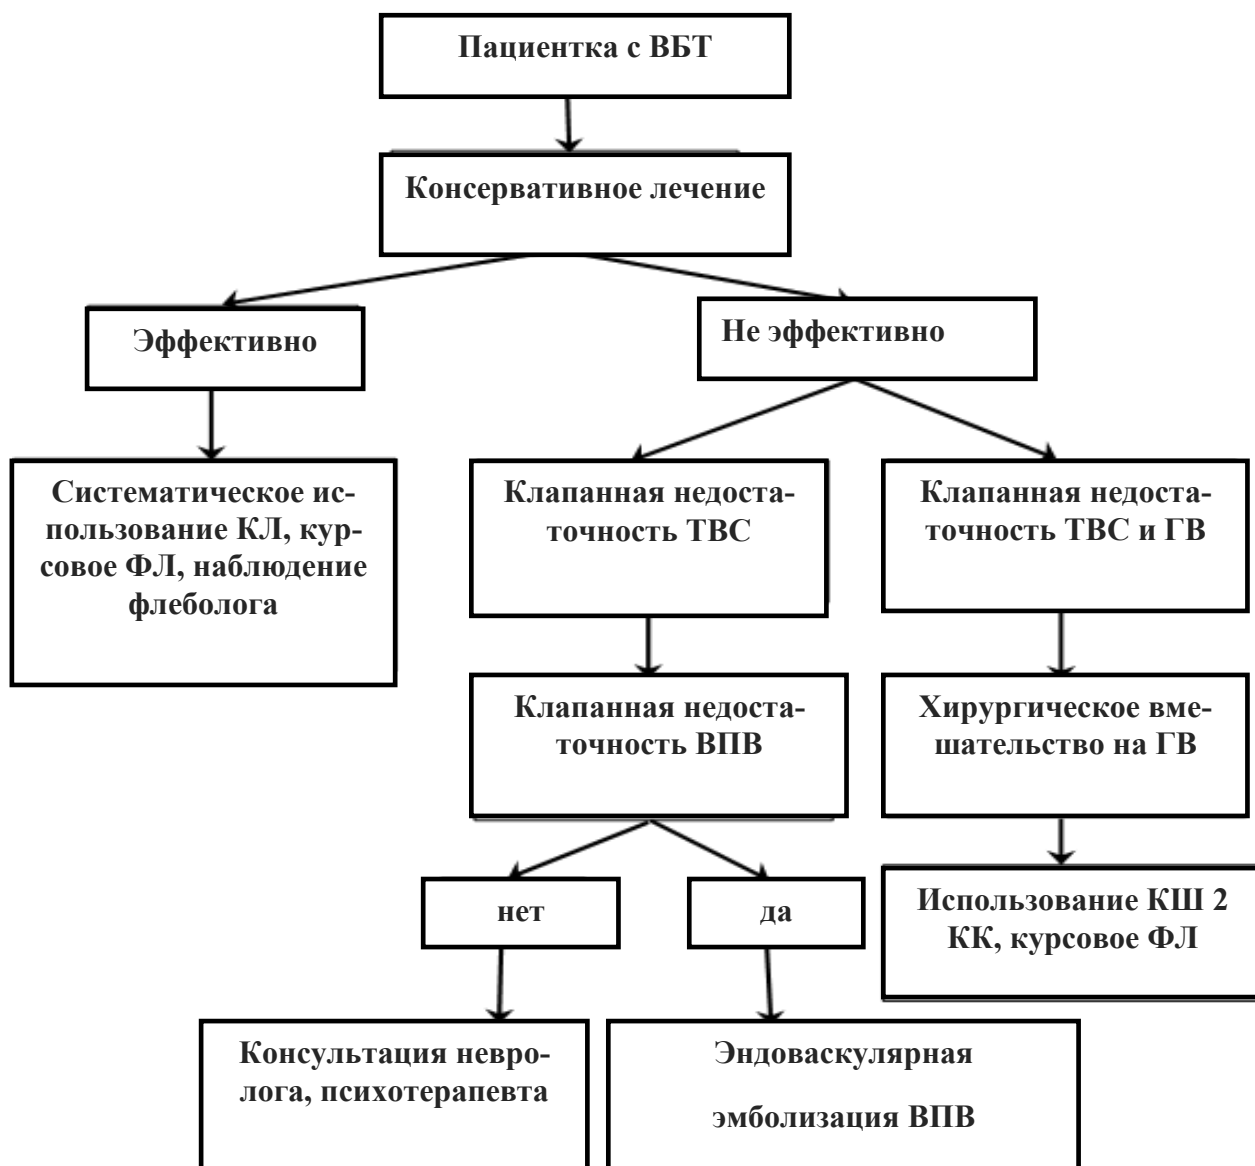 Пациентка с ВБТ
Консервативное лечение
Эффективно
Не эффективно
Систематическое ис-
пользование КЛ, кур-
совое ФЛ, наблюдение
флеболога
Клапанная недоста-
точность ТВС
Клапанная недоста-
точность ТВС и ГВ
Клапанная недоста-
точность ВПВ
Хирургическое вме-
шательство на ГВ
нет
да
Использование КШ 2
КК, курсовое ФЛ
Консультация невро-
лога, психотерапевта
Эндоваскулярная
эмболизация ВПВ